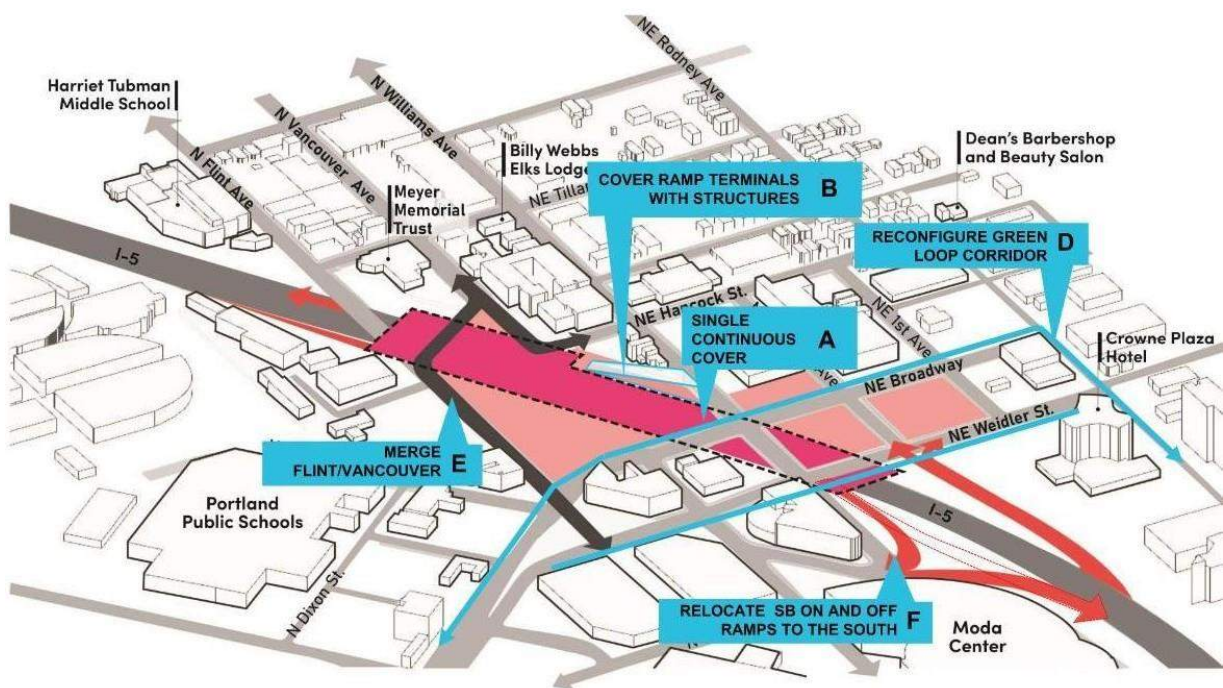 NE Rodney Ave
Harriet Tubman
Middle School
N Williams Ave
N Vancouver Ave
N Flint Ave
Billy Webbs
Elks Lodge
Dean's Barbershop
and Beauty Salon
COVER RAMP TERMINALS
WITH STRUCTURES
B
Meyer
Memorial
Trust
RECONFIGURE GREEN
LOOP CORRIDOR
D
I-5
NE Hancock St.
SINGLE
CONTINUOUS
COVER
A
NE 1st Ave
Crowne Plaza
Hotel
NE Broadway
NE Weidler St.
MERGE
FLINT/VANCOUVER
E
Portland
Public Schools
I-5
N Dixon St.
RELOCATE SB ON AND OFF
RAMPS TO THE SOUTH
F
Moda
Center